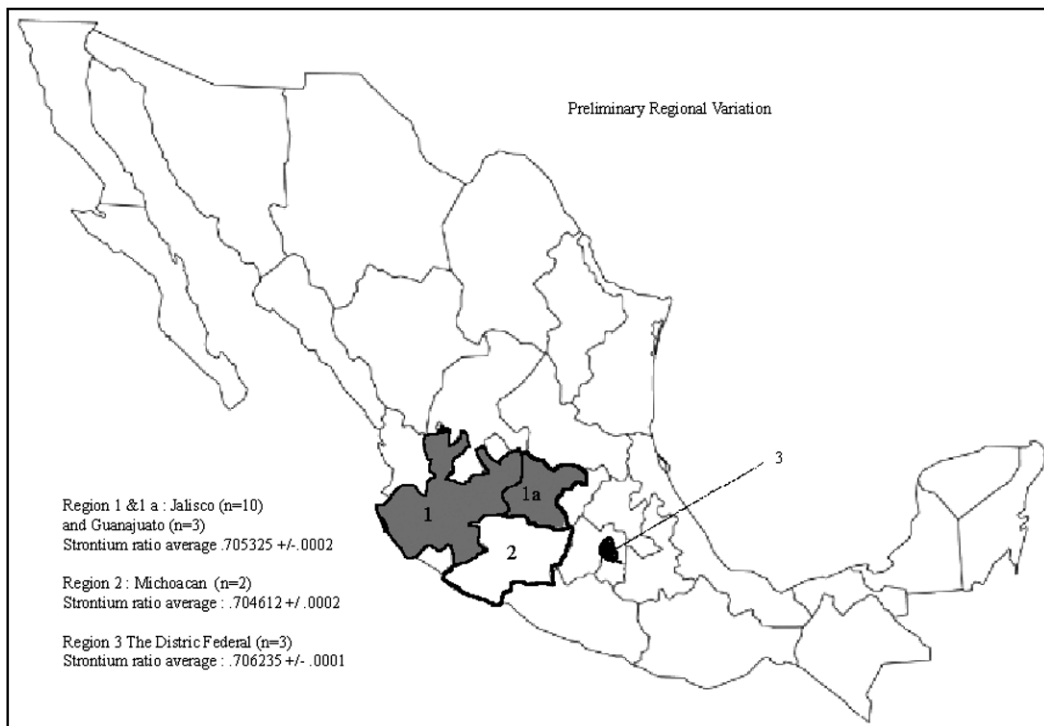 Preliminary Regional Variation
3
1a
1
2
Region 1 &1 a : Jalisco (n=10)
and Guanajuato (n=3)
Strontium ratio average .705325 +/-.0002
Region 2 : Michoacan (n=2)
Strontium ratio average : .704612 +/.0002
Region 3 The Distric Federal (n=3)
Strontium ratio average : .706235 +/- .0001